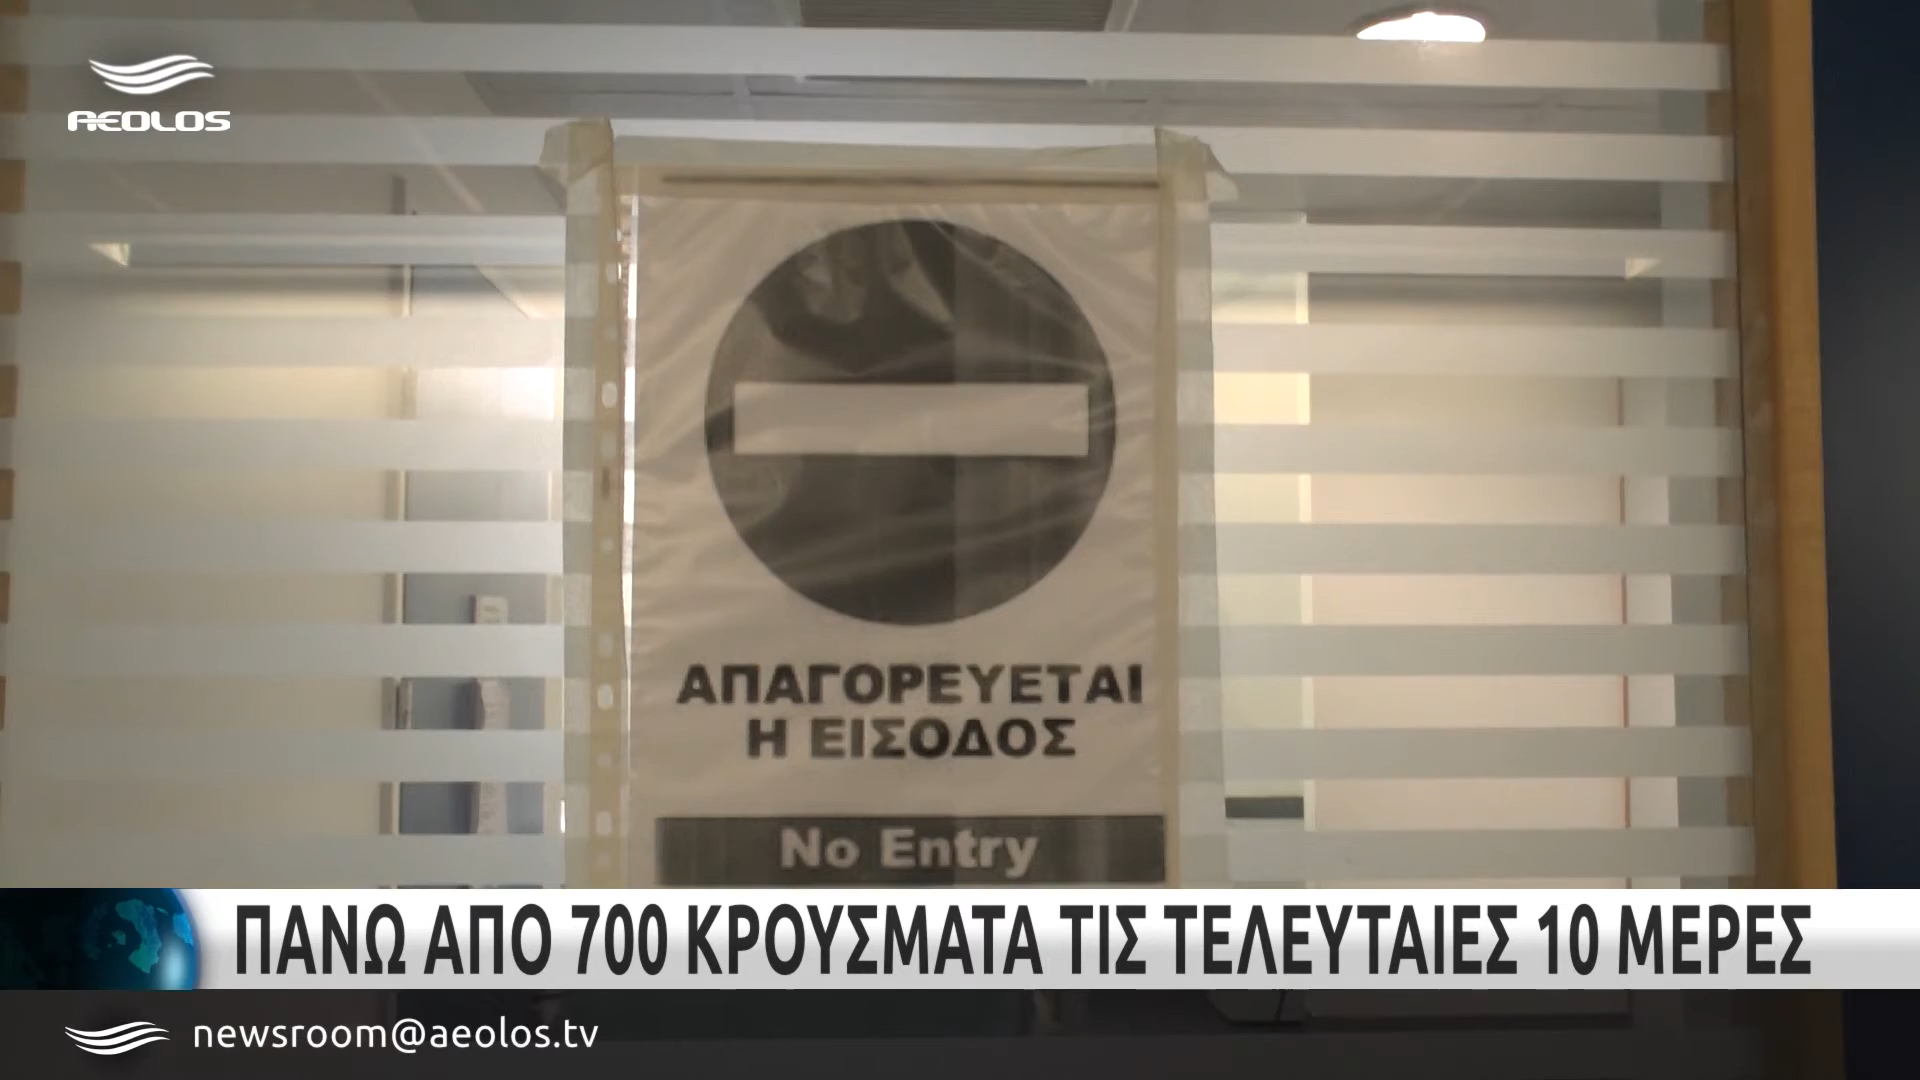 AEOLOS
ΑΠΑΓΟΡΕΥΕΤΑΙ
Η ΕΙΣΟΔΟΣ
No Entry
ΠΑΝΩ ΑΠΟ 700 ΚΡΟΥΣΜΑΤΑ ΤΙΣ ΤΕΛΕΥΤΑΙΕΣ 10 ΜΕΡΕΣ
newsroom@aeolos.tv